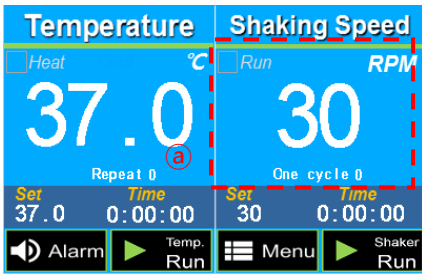 Temperature
Heat ℃
37.0
ⓐ
Repeat 0
Set Time
37.0 0:00:00
Alarm
Temp. Run
Shaking Speed
Run RPM
30
One cycle 0
Set Time
30 0:00:00
Menu
Shaker Run